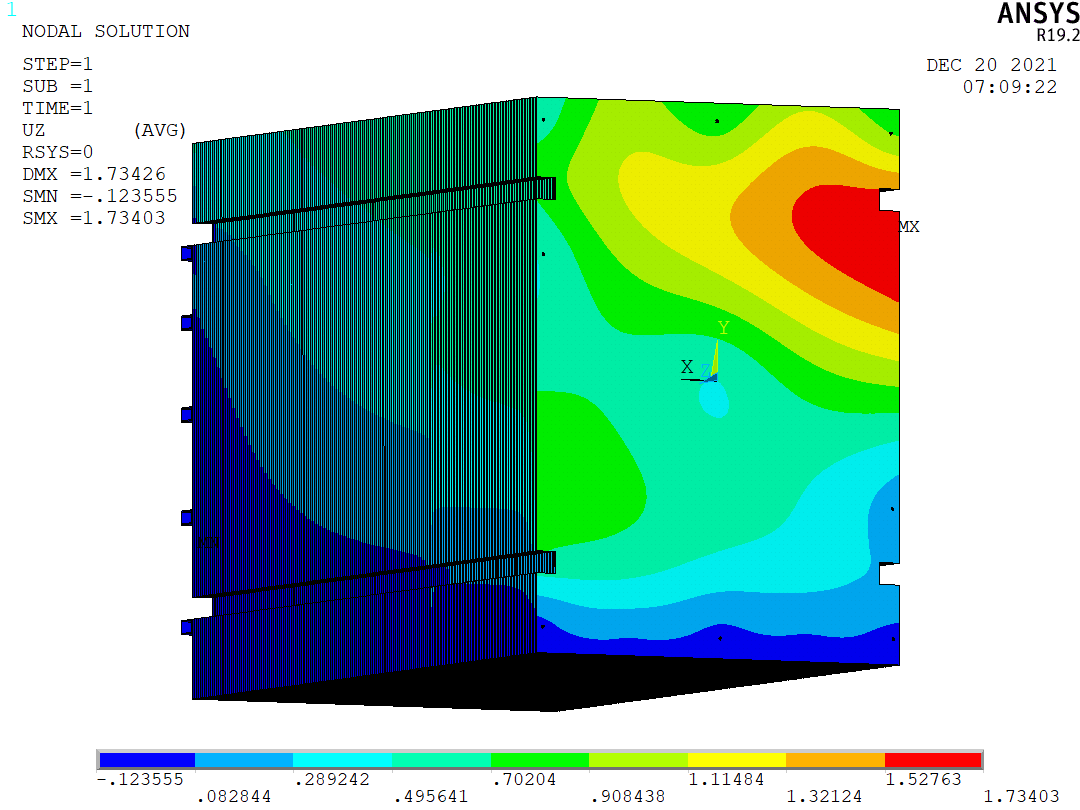 1
ANSYS
R19.2
NODAL SOLUTION
STEP=1
SUB =1
TIME=1
UZ (AVG)
RSYS=0
DMX =1.73426
SMN =-.123555
SMX =1.73403
DEC 20 2021
07:09:22
MX
Y
X
Z
MN
-.123555
.082844
.289242
.495641
.70204
.908438
1.11484
1.32124
1.52763
1.73403